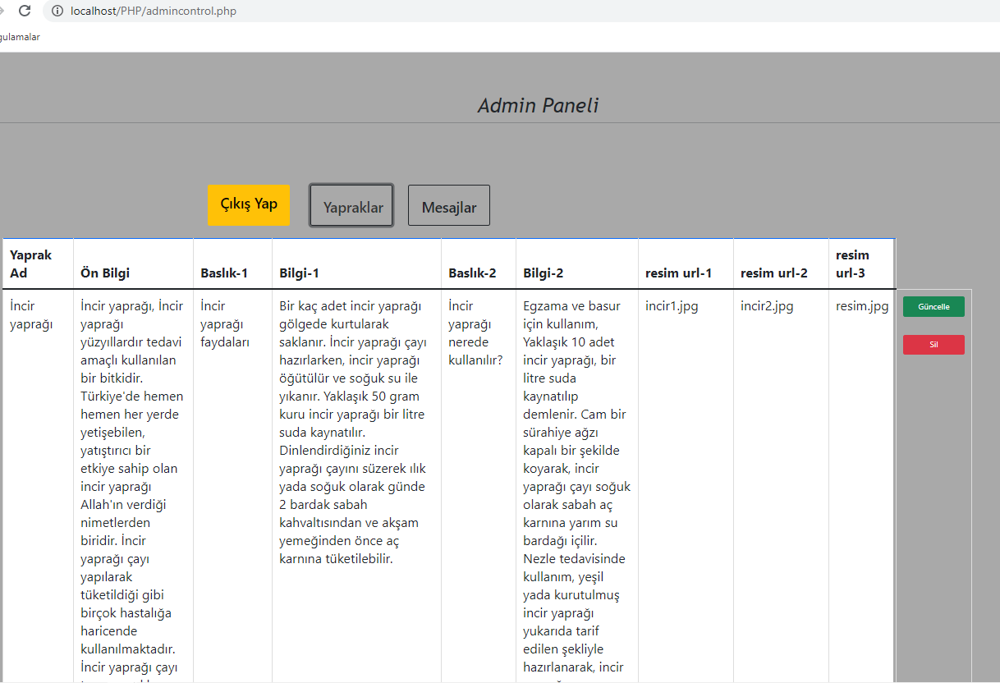 localhost/PHP/admincontrol.php
gulamalar
Admin Paneli
Çıkış Yap
Yapraklar
Mesajlar
Yaprak
Ad
Ön Bilgi
Baslık-1
Bilgi-1
Baslık-2
Bilgi-2
resim url-1
resim url-2
resim
url-3
İncir
yaprağı
İncir yaprağı, İncir
yaprağı
yüzyıllardır tedavi
amaçlı kullanılan
bir bitkidir.
Türkiye'de hemen
hemen her yerde
yetişebilen,
yatıştırıcı bir
etkiye sahip olan
incir yaprağı
Allah'ın verdiği
nimetlerden
biridir. İncir
yaprağı çayı
yapılarak
tüketildiği gibi
birçok hastalığa
haricende
kullanılmaktadır.
İncir yaprağı çayı
İncir
yaprağı
faydaları
Bir kaç adet incir yaprağı
gölgede kurtularak
saklanır. İncir yaprağı çayı
hazırlarken, incir yaprağı
öğütülür ve soğuk su ile
yıkanır. Yaklaşık 50 gram
kuru incir yaprağı bir litre
suda kaynatılır.
Dinlendirdiğiniz incir
yaprağı çayını süzerek ılık
yada soğuk olarak günde
2 bardak sabah
kahvaltısından ve akşam
yemeğinden önce aç
karnına tüketilebilir.
İncir
yaprağı
nerede
kullanılır?
Egzama ve basur
için kullanım,
Yaklaşık 10 adet
incir yaprağı, bir
litre suda
kaynatılıp
demlenir. Cam bir
sürahiye ağzı
kapalı bir şekilde
koyarak, incir
yaprağı çayı soğuk
olarak sabah aç
karnına yarım su
bardağı içilir.
Nezle tedavisinde
kullanım, yeşil
yada kurutulmuş
incir yaprağı
yukarıda tarif
edilen şekliyle
hazırlanarak, incir
incir1.jpg
incir2.jpg
resim.jpg
Güncelle
Sil